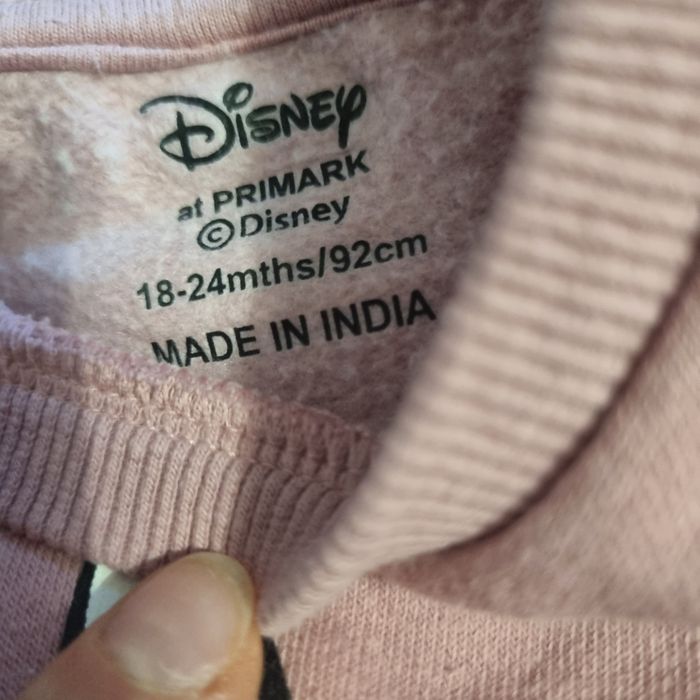 Disney
at PRIMARK
©Disney
18-24mths/92cm
MADE IN INDIA